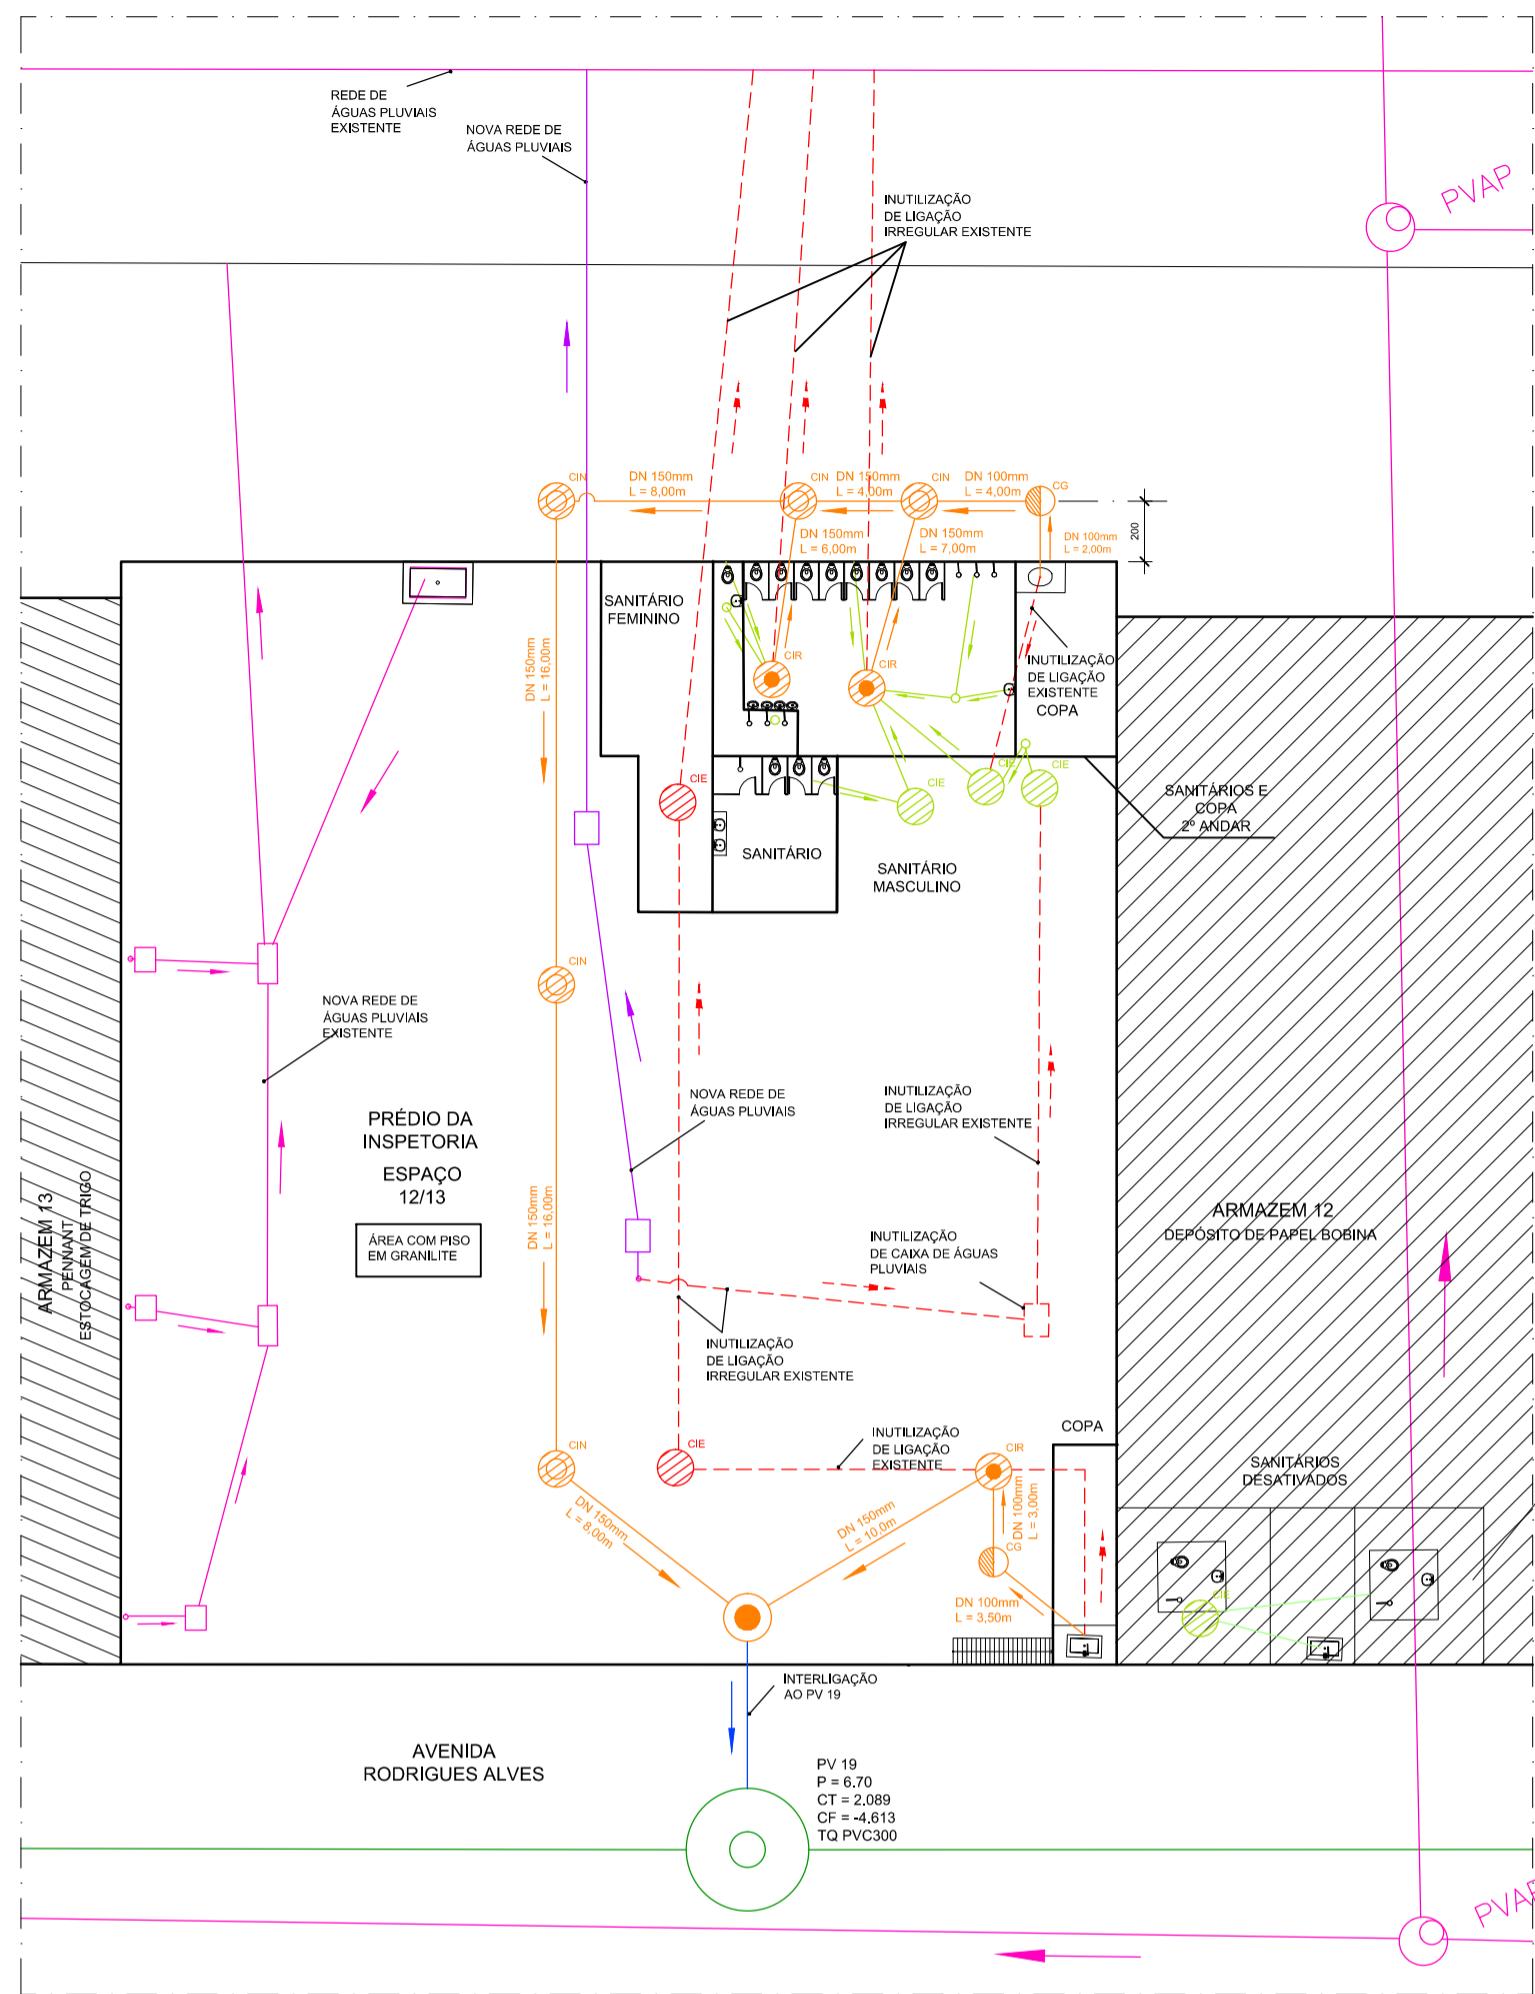 REDE DE
ÁGUAS PLUVIAIS
EXISTENTE
NOVA REDE DE
ÁGUAS PLUVIAIS
INUTILIZAÇÃO
DE LIGAÇÃO
IRREGULAR EXISTENTE
PVAP
CIN
DN 150mm
L = 8,00m
CIN
DN 150mm
L = 4,00m
CIN
DN 100mm
L = 4,00m
CG
DN 150mm
L = 6,00m
DN 150mm
L = 7,00m
DN 100mm
L = 2,00m
200
SANITÁRIO
FEMININO
CIR
CIR
INUTILIZAÇÃO
DE LIGAÇÃO
EXISTENTE
COPA
DN 150mm
L = 16,00m
CIE
CIE
CIE
CIE
SANITÁRIOS E
COPA
2º ANDAR
SANITÁRIO
SANITÁRIO
MASCULINO
CIN
NOVA REDE DE
ÁGUAS PLUVIAIS
EXISTENTE
PRÉDIO DA
INSPETORIA
ESPAÇO
12/13
ÁREA COM PISO
EM GRANILITE
NOVA REDE DE
ÁGUAS PLUVIAIS
INUTILIZAÇÃO
DE LIGAÇÃO
IRREGULAR EXISTENTE
DN 150mm
L = 16,00m
INUTILIZAÇÃO
DE CAIXA DE ÁGUAS
PLUVIAIS
ARMAZEM 13
PENNANT
ESTOCAGEM DE TRIGO
ARMAZEM 12
DEPÓSITO DE PAPEL BOBINA
INUTILIZAÇÃO
DE LIGAÇÃO
IRREGULAR EXISTENTE
INUTILIZAÇÃO
DE LIGAÇÃO
EXISTENTE
COPA
SANITÁRIOS
DESATIVADOS
CIN
CIE
CIR
DN 150mm
L = 8,00m
DN 150mm
L = 10,0m
DN 100mm
L = 3,00m
CG
DN 100mm
L = 3,50m
CIE
INTERLIGAÇÃO
AO PV 19
AVENIDA
RODRIGUES ALVES
PV 19
P = 6.70
CT = 2.089
CF = -4.613
TQ PVC300
PVAP